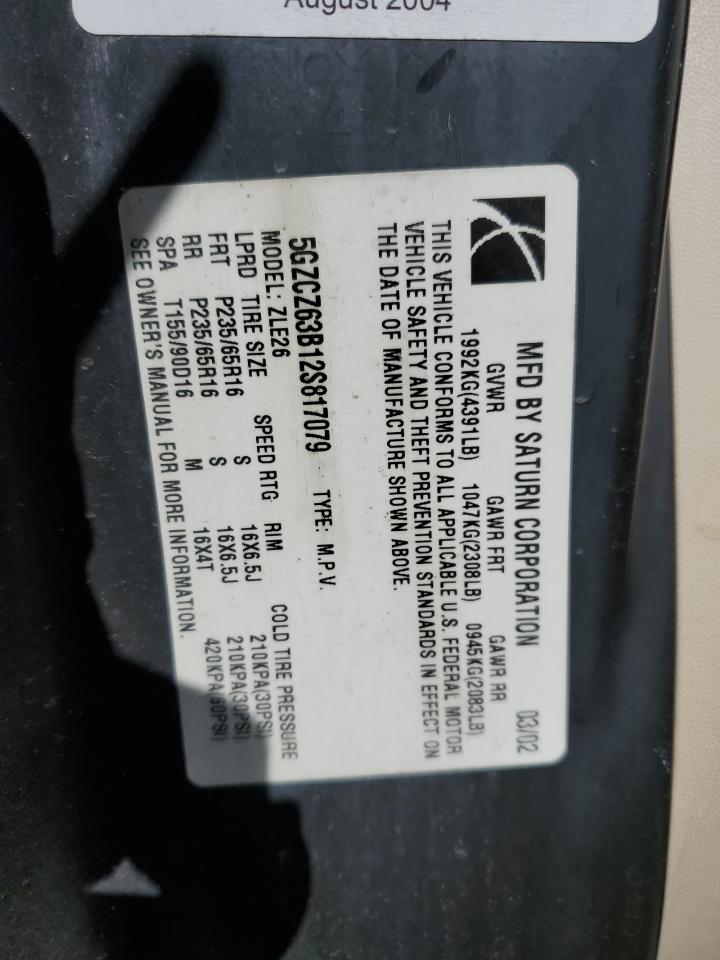 August 2004
MFD BY SATURN CORPORATION 03/02
GVWR GAWR FRT GAWR RR
1992KG(4391LB) 1047KG(2308LB) 0945KG(2083LB)
THIS VEHICLE CONFORMS TO ALL APPLICABLE U.S. FEDERAL MOTOR
VEHICLE SAFETY AND THEFT PREVENTION STANDARDS IN EFFECT ON
THE DATE OF MANUFACTURE SHOWN ABOVE.
5GZCZ63B12S817079 TYPE: M.P.V.
MODEL: ZLE26
LPRD TIRE SIZE SPEED RTG RIM COLD TIRE PRESSURE
FRT P235/65R16 S 16X6.5J 210KPA(30PSI)
RR P235/65R16 S 16X6.5J 210KPA(30PSI)
SPA T155/90D16 M 16X4T 420KPA(60PSI)
SEE OWNER'S MANUAL FOR MORE INFORMATION.